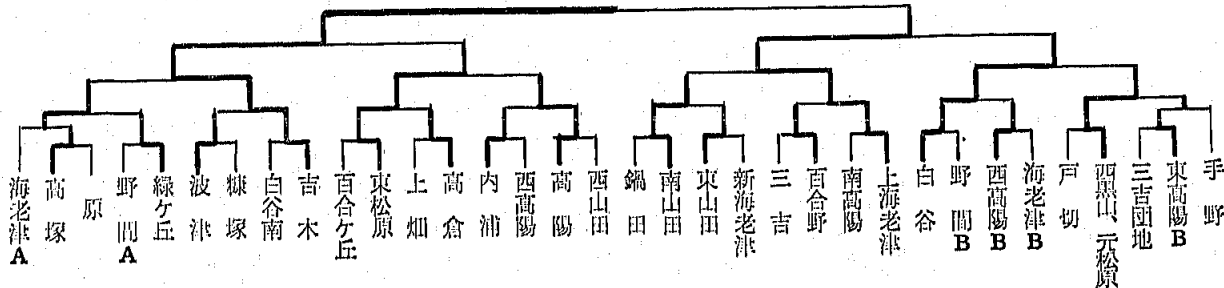 海老津A
高塚
原
野間A
緑ケ丘
波津
糠塚
白谷南
吉木
百合ケ丘
東松原
上畑
高倉
内浦
西高陽
高陽
西山田
鍋田
南山田
東山田
新海老津
三吉
百合野
南高陽
上海老津
白谷
野間B
西高陽B
海老津B
戸切
西黒山、元松原
三吉団地
東高陽B
手野